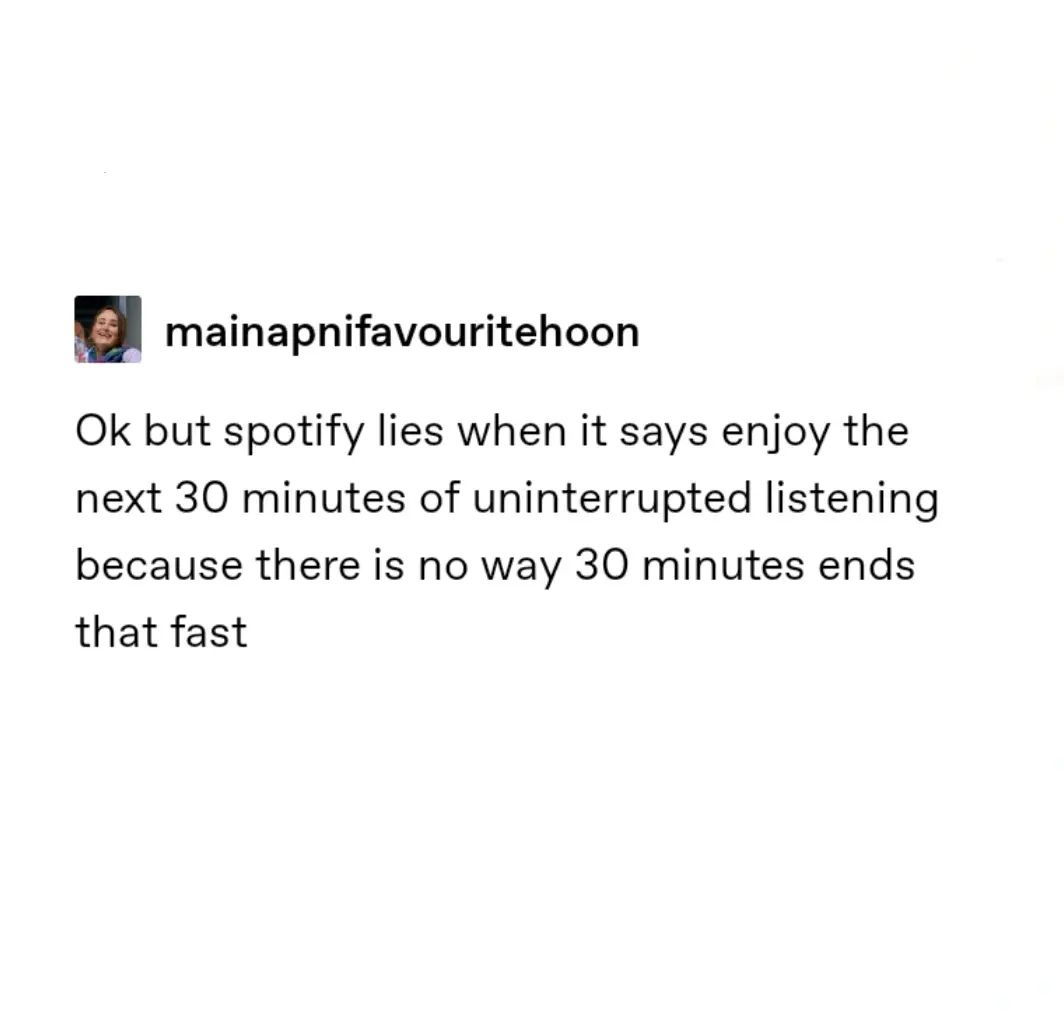 mainapnifavouritehoon
Ok but spotify lies when it says enjoy the
next 30 minutes of uninterrupted listening
because there is no way 30 minutes ends
that fast